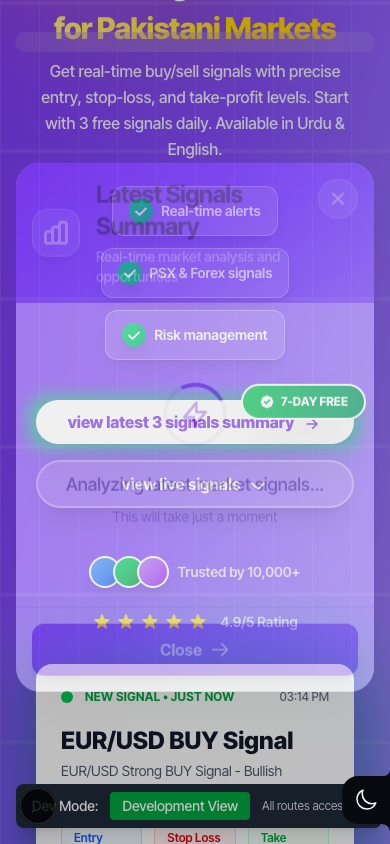 for Pakistani Markets
Get real-time buy/sell signals with precise
entry, stop-loss, and take-profit levels. Start
with 3 free signals daily. Available in Urdu &
English.
Latest Signals
Summary
Real-time market analysis and
opportunities
Real-time alerts
PSX & Forex signals
Risk management
7-DAY FREE
view latest 3 signals summary →
view live signals
Analyzing latest market signals...
This will take just a moment
Trusted by 10,000+
4.9/5 Rating
Close →
NEW SIGNAL • JUST NOW
03:14 PM
EUR/USD BUY Signal
EUR/USD Strong BUY Signal - Bullish
Dev Mode:
Development View
All routes acces
Entry
Stop Loss
Take